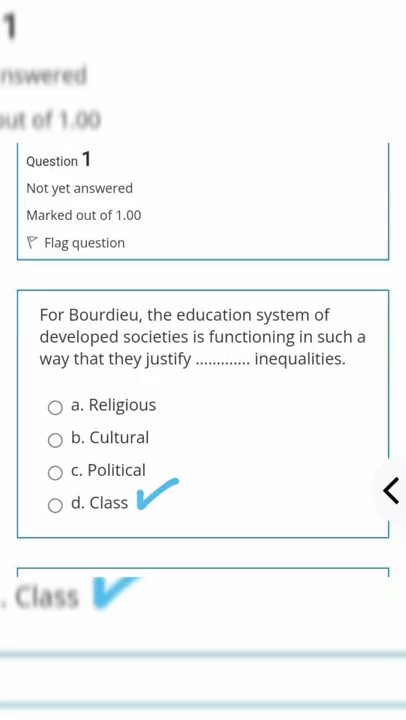 1
nswered
out of 1.00
Question 1
Not yet answered
Marked out of 1.00
Flag question
For Bourdieu, the education system of
developed societies is functioning in such a
way that they justify ............. inequalities.
a. Religious
b. Cultural
c. Political
d. Class
. Class